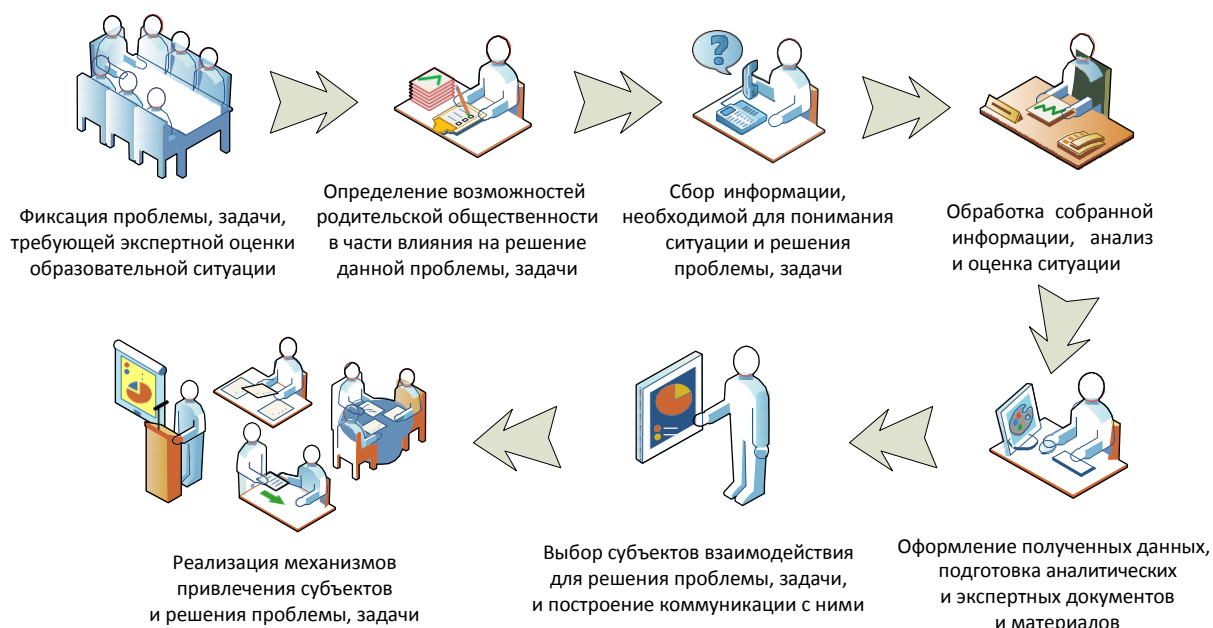 Фиксация проблемы, задачи,
требующей экспертной оценки
образовательной ситуации
Определение возможностей
родительской общественности
в части влияния на решение
данной проблемы, задачи
Сбор информации,
необходимой для понимания
ситуации и решения
проблемы, задачи
Обработка собранной
информации, анализ
и оценка ситуации
Оформление полученных данных,
подготовка аналитических
и экспертных документов
и материалов
Выбор субъектов взаимодействия
для решения проблемы, задачи,
и построение коммуникации с ними
Реализация механизмов
привлечения субъектов
и решения проблемы, задачи